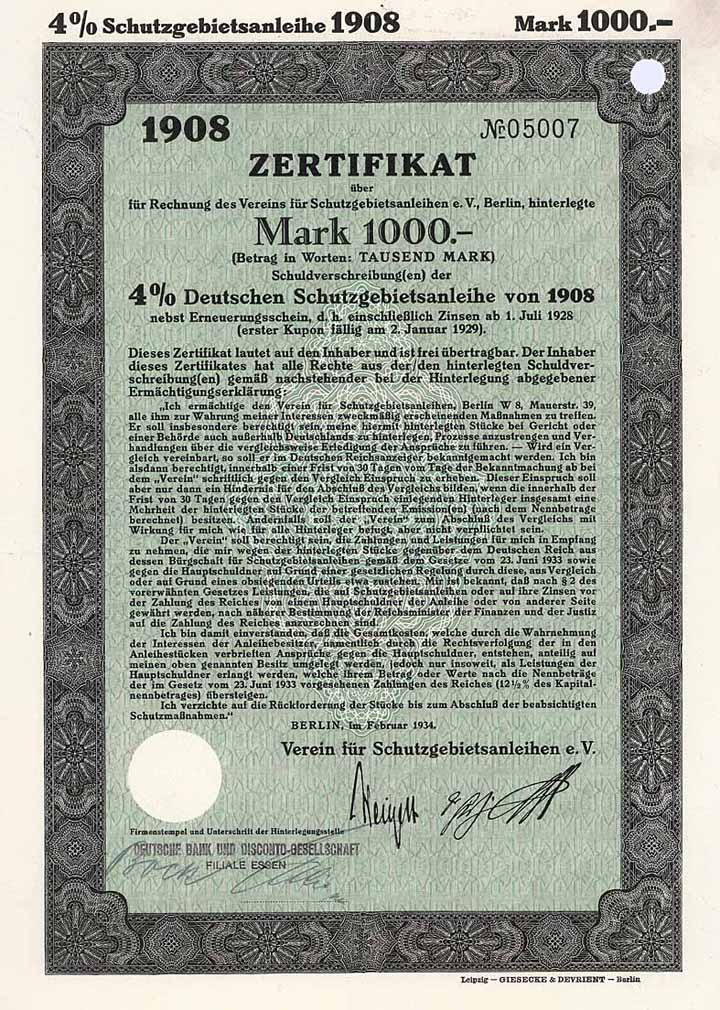 4% Schutzgebietsanleihe 1908 Mark 1000.–
1908 № 05007
ZERTIFIKAT
über
für Rechnung des Vereins für Schutzgebietsanleihen e. V., Berlin, hinterlegte
Mark 1000.–
(Betrag in Worten: TAUSEND MARK)
Schuldverschreibung(en) der
4% Deutschen Schutzgebietsanleihe von 1908
nebst Erneuerungsschein, d. h. einschließlich Zinsen ab 1. Juli 1928
(erster Kupon fällig am 2. Januar 1929).
Dieses Zertifikat lautet auf den Inhaber und ist frei übertragbar. Der Inhaber
dieses Zertifikates hat alle Rechte aus der/den hinterlegten Schuldver-
schreibung(en) gemäß nachstehender bei der Hinterlegung abgegebener
Ermächtigungserklärung:
„Ich ermächtige den Verein für Schutzgebietsanleihen, Berlin W 8, Mauerstr. 39,
alle ihm zur Wahrung meiner Interessen zweckmäßig erscheinenden Maßnahmen zu treffen.
Er soll insbesondere berechtigt sein, meine hiermit hinterlegten Stücke bei Gericht oder
einer Behörde auch außerhalb Deutschlands zu hinterlegen, Prozesse anzustrengen und Ver-
handlungen über die vergleichsweise Erledigung der Ansprüche zu führen. — Wird ein Ver-
gleich vereinbart, so soll er im Deutschen Reichsanzeiger bekanntgemacht werden. Ich bin
alsdann berechtigt, innerhalb einer Frist von 30 Tagen vom Tage der Bekanntmachung ab bei
dem „Verein“ schriftlich gegen den Vergleich Einspruch zu erheben. Dieser Einspruch soll
aber nur dann ein Hindernis für den Abschluß des Vergleichs bilden, wenn die innerhalb der
Frist von 30 Tagen gegen den Vergleich Einspruch einlegenden Hinterleger insgesamt eine
Mehrheit der hinterlegten Stücke der betreffenden Emission(en) (nach dem Nennbetrage
berechnet) besitzen. Andernfalls soll der „Verein“ zum Abschluß des Vergleichs mit
Wirkung für mich wie für alle Hinterleger befugt, aber nicht verpflichtet sein.
Der „Verein“ soll berechtigt sein, die Zahlungen und Leistungen für mich in Empfang
zu nehmen, die mir wegen der hinterlegten Stücke gegenüber dem Deutschen Reich aus
dessen Bürgschaft für Schutzgebietsanleihen gemäß dem Gesetze vom 23. Juni 1933 sowie
gegen die Hauptschuldner auf Grund einer gesetzlichen Regelung durch diese, aus Vergleich
oder auf Grund eines obsiegenden Urteils etwa zustehen. Mir ist bekannt, daß nach § 2 des
vorerwähnten Gesetzes Leistungen, die auf Schutzgebietsanleihen oder auf ihre Zinsen vor
der Zahlung des Reiches von einem Hauptschuldner der Anleihe oder von anderer Seite
gewährt werden, nach näherer Bestimmung der Reichsminister der Finanzen und der Justiz
auf die Zahlung des Reichs anzurechnen sind.
Ich bin damit einverstanden, daß die Gesamtkosten, welche durch die Wahrnehmung
der Interessen der Anleihebesitzer, namentlich durch die Rechtsverfolgung der in den
Anleihestücken verbrieften Ansprüche gegen die Hauptschuldner, entstehen, anteilig auf
meinen oben genannten Besitz umgelegt werden, jedoch nur insoweit, als Leistungen der
Hauptschuldner erlangt werden, welche ihrem Betrag oder Werte nach die Nennbeträge
der im Gesetz vom 23. Juni 1933 vorgesehenen Zahlungen des Reiches (12½% des Kapital-
nennbetrages) übersteigen.
Ich verzichte auf die Rückforderung der Stücke bis zum Abschluß der beabsichtigten
Schutzmaßnahmen.“
BERLIN, im Februar 1934.
Verein für Schutzgebietsanleihen e. V.
Firmenstempel und Unterschrift der Hinterlegungsstelle
DEUTSCHE BANK UND DISCONTO-GESELLSCHAFT
FILIALE ESSEN
Leipzig — GIESECKE & DEVRIENT — Berlin